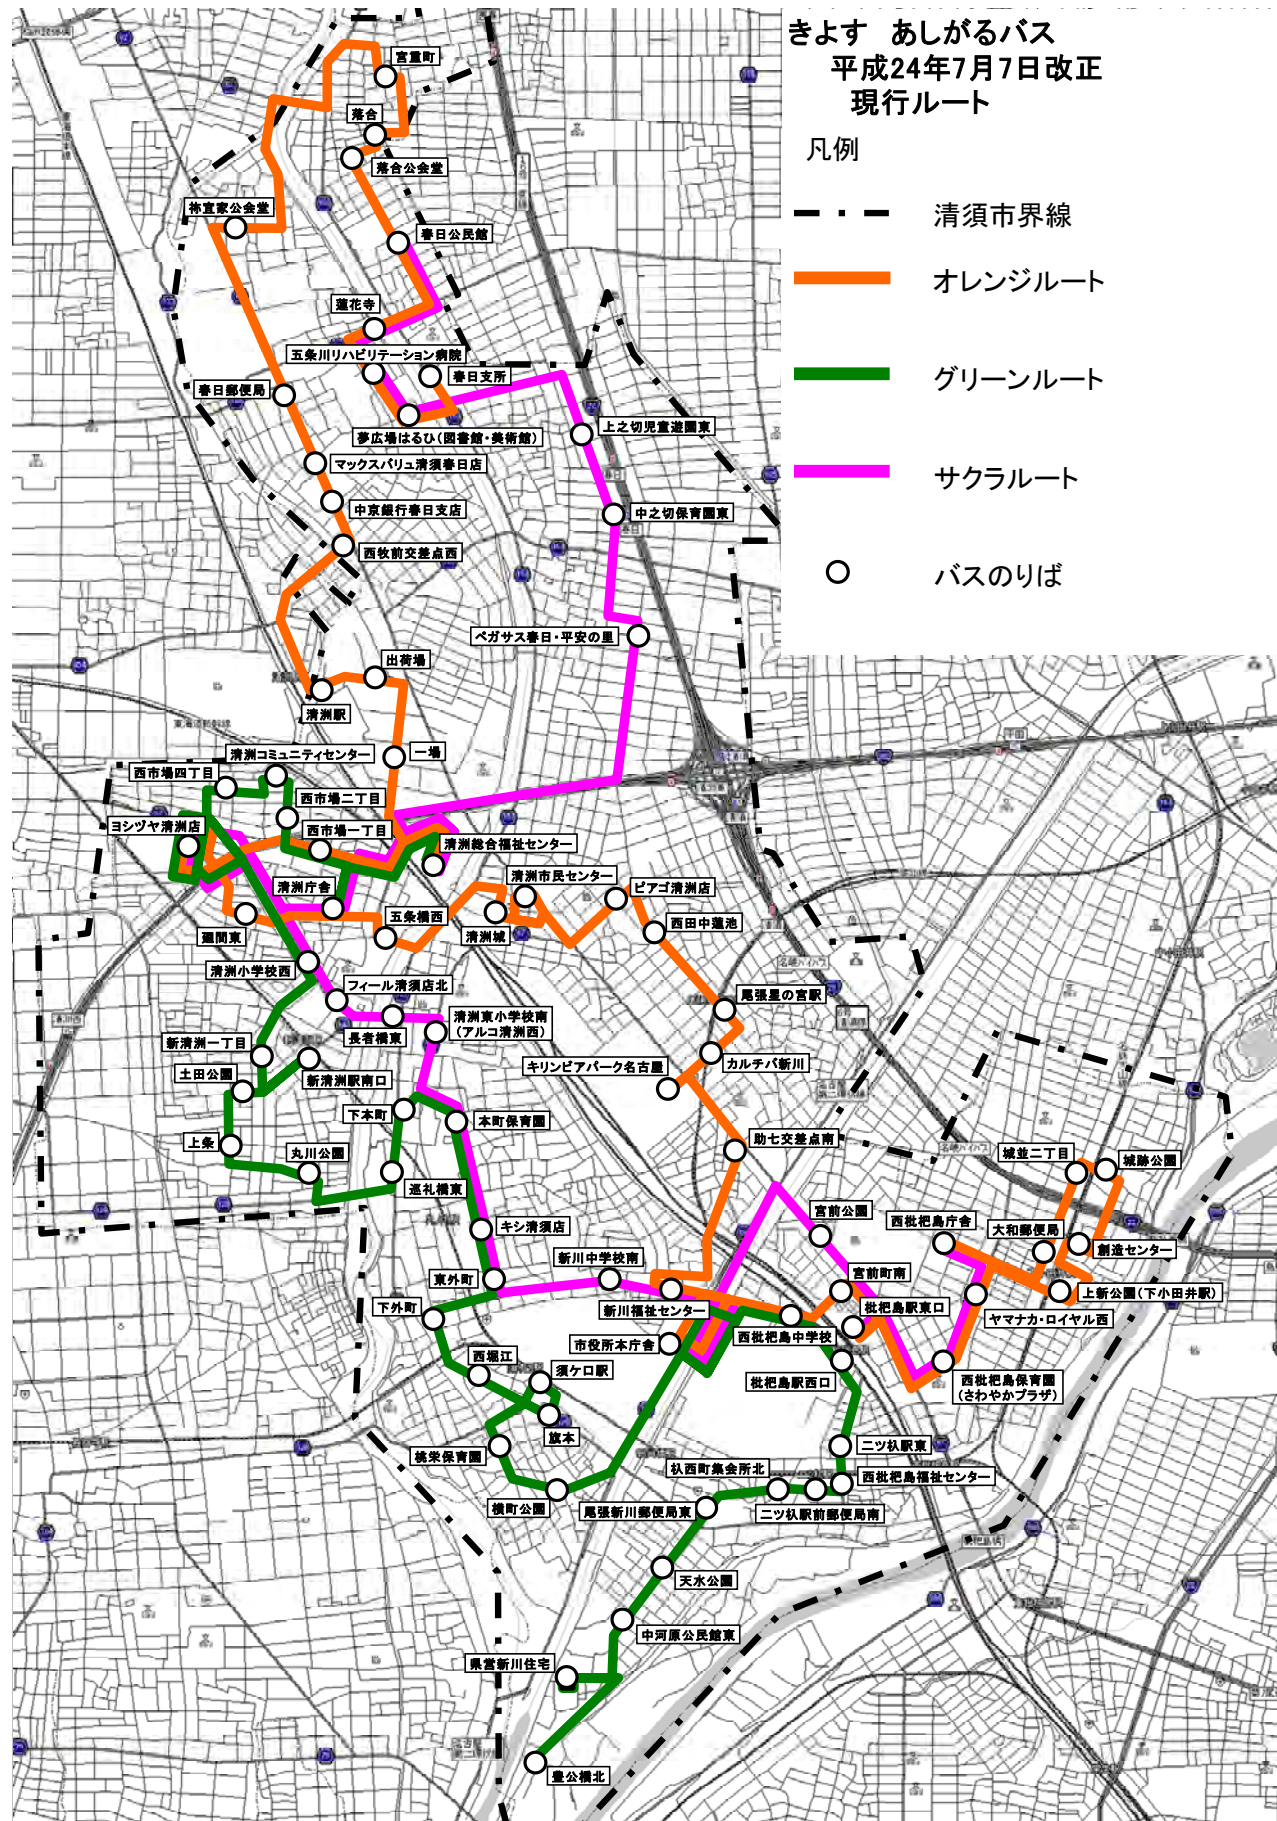 きよす あしがるバス
平成24年7月7日改正
現行ルート
凡例
清須市界線
オレンジルート
グリーンルート
サクラルート
バスのりば
宮重町
落合
落合公会堂
祢宜家公会堂
春日公民館
蓮花寺
五条川リハビリテーション病院
春日支所
春日郵便局
夢広場はるひ(図書館・美術館)
上之切児童遊園東
マックスバリュ清須春日店
中京銀行春日支店
中之切保育園東
西牧前交差点西
ペガサス春日・平安の里
出荷場
清洲駅
一場
清洲コミュニティセンター
西市場四丁目
西市場二丁目
ヨシヅヤ清洲店
西市場一丁目
清洲総合福祉センター
清洲市民センター
ピアゴ清洲店
清洲庁舎
五条橋西
清洲城
西田中蓮池
廻間東
清洲小学校西
フィール清須店北
尾張星の宮駅
長者橋東
清洲東小学校南
(アルコ清洲西)
新清洲一丁目
カルチバ新川
キリンビアパーク名古屋
土田公園
新清洲駅南口
下本町
本町保育園
上条
丸川公園
助七交差点南
城並二丁目
城跡公園
巡礼橋東
キシ清須店
宮前公園
西枇杷島庁舎
大和郵便局
創造センター
新川中学校南
宮前町南
東外町
下外町
新川福祉センター
枇杷島駅東口
上新公園(下小田井駅)
ヤマナカ・ロイヤル西
市役所本庁舎
西枇杷島中学校
西堀江
須ケ口駅
枇杷島駅西口
西枇杷島保育園
(さわやかプラザ)
旗本
桃栄保育園
二ツ杁駅東
杁西町集会所北
西枇杷島福祉センター
横町公園
尾張新川郵便局東
二ツ杁駅前郵便局南
天水公園
中河原公民館東
県営新川住宅
豊公橋北